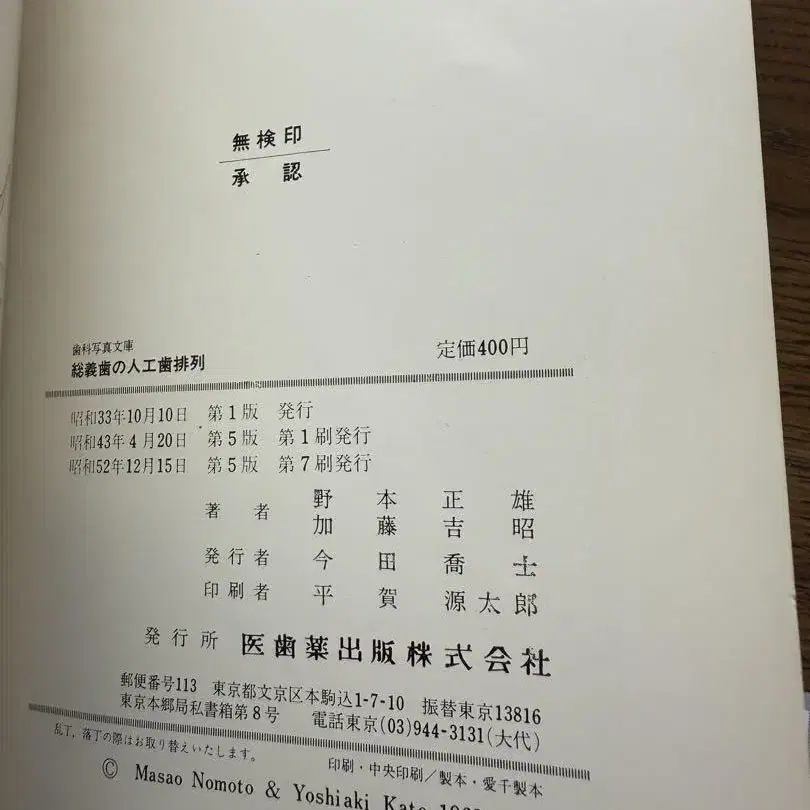 無検印
承認
歯科写真文庫
総義歯の人工歯排列
定価400円
昭和33年10月10日 第1版 発行
昭和43年4月20日 第5版 第1刷発行
昭和52年12月15日 第5版 第7刷発行
著者 野本正雄
加藤吉昭
発行者 今田喬士
印刷者 平賀源太郎
発行所 医歯薬出版株式会社
郵便番号113 東京都文京区本駒込1-7-10 振替東京13816
東京本郷局私書箱第8号 電話東京(03)944-3131(大代)
乱丁,落丁の際はお取り替えいたします。
印刷・中央印刷/製本・愛千製本
© Masao Nomoto & Yoshiaki Kato